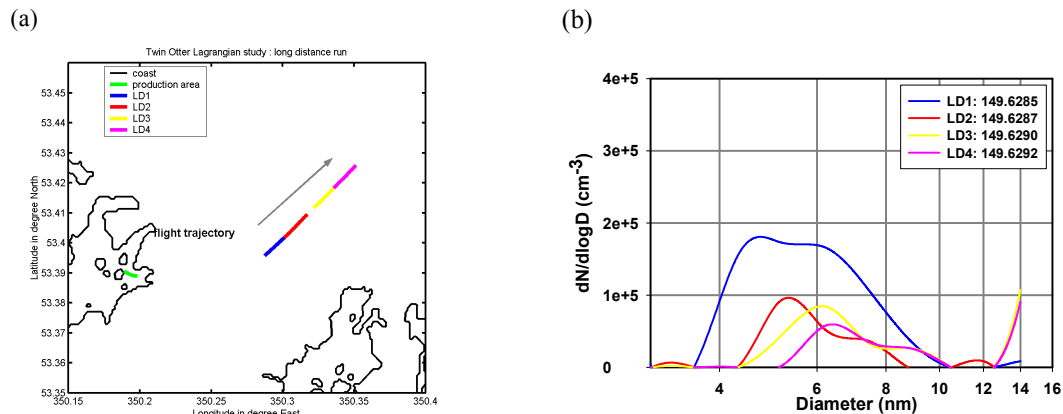 (a)
Twin Otter Lagrangian study : long distance run
coast
production area
LD1
LD2
LD3
LD4
flight trajectory
Latitude in degree North
53.46
53.45
53.44
53.43
53.42
53.41
53.4
53.39
53.38
53.37
53.36
53.35
350.15
350.2
350.25
350.3
350.35
350.4
Longitude in degree East
(b)
LD1: 149.6285
LD2: 149.6287
LD3: 149.6290
LD4: 149.6292
dN/dlogD (cm-3)
4e+5
3e+5
2e+5
1e+5
0
4
6
8
10
12
14
16
Diameter (nm)